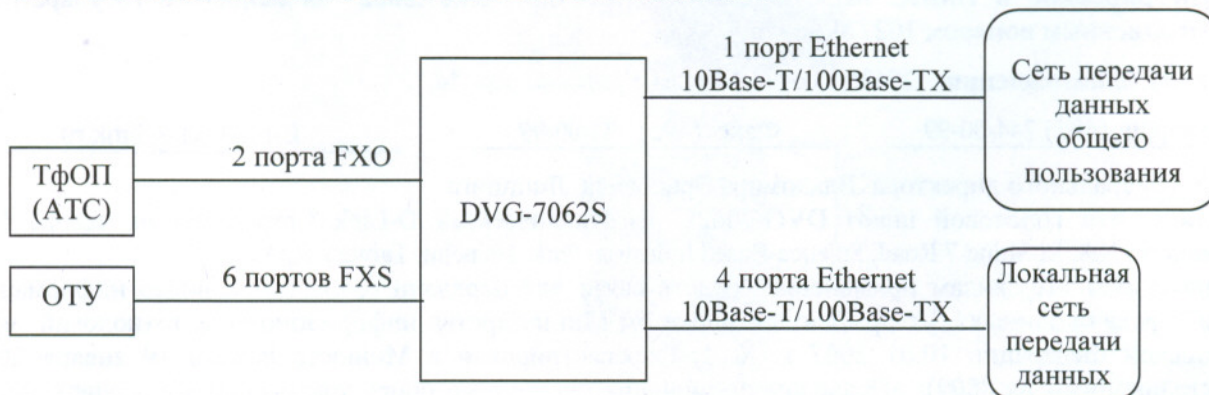 1 порт Ethernet
10Base-T/100Base-TX
Сеть передачи
данных
общего
пользования
2 порта FXO
ТфОП
(АТС)
DVG-7062S
6 портов FXS
ОТУ
4 порта Ethernet
10Base-T/100Base-TX
Локальная
сеть
передачи
данных